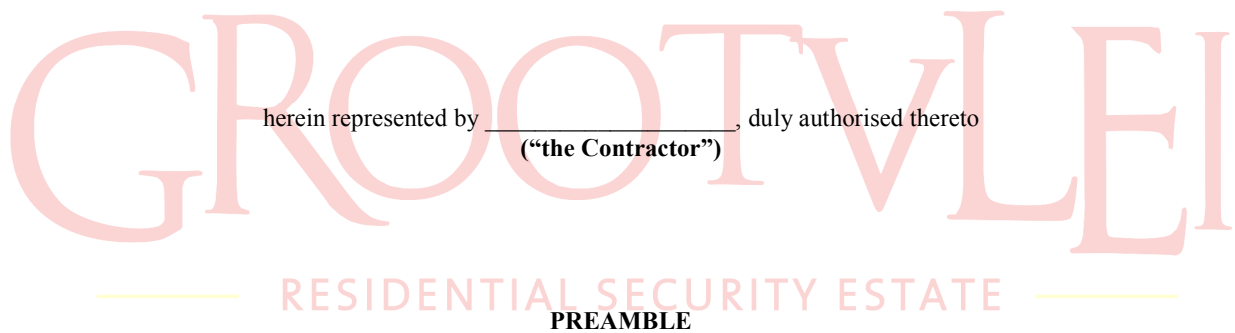 GROOTVLEI
herein represented by ____________________, duly authorised thereto
(“the Contractor”)
RESIDENTIAL SECURITY ESTATE
PREAMBLE